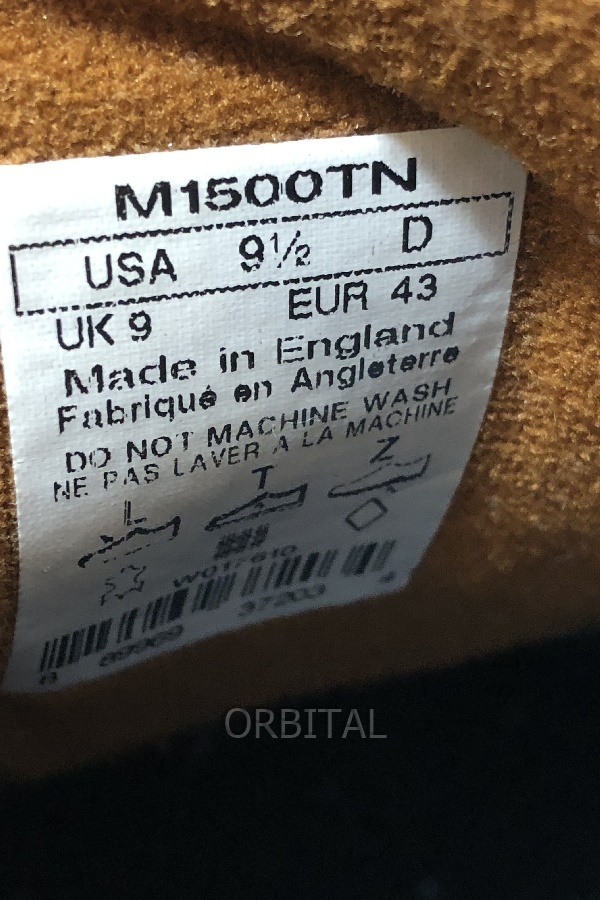 M1500TN
USA 9½ D
UK 9 EUR 43
Made in England
Fabriqué en Angleterre
DO NOT MACHINE WASH
NE PAS LAVER A LA MACHINE
L T Z
37203
ORBITAL